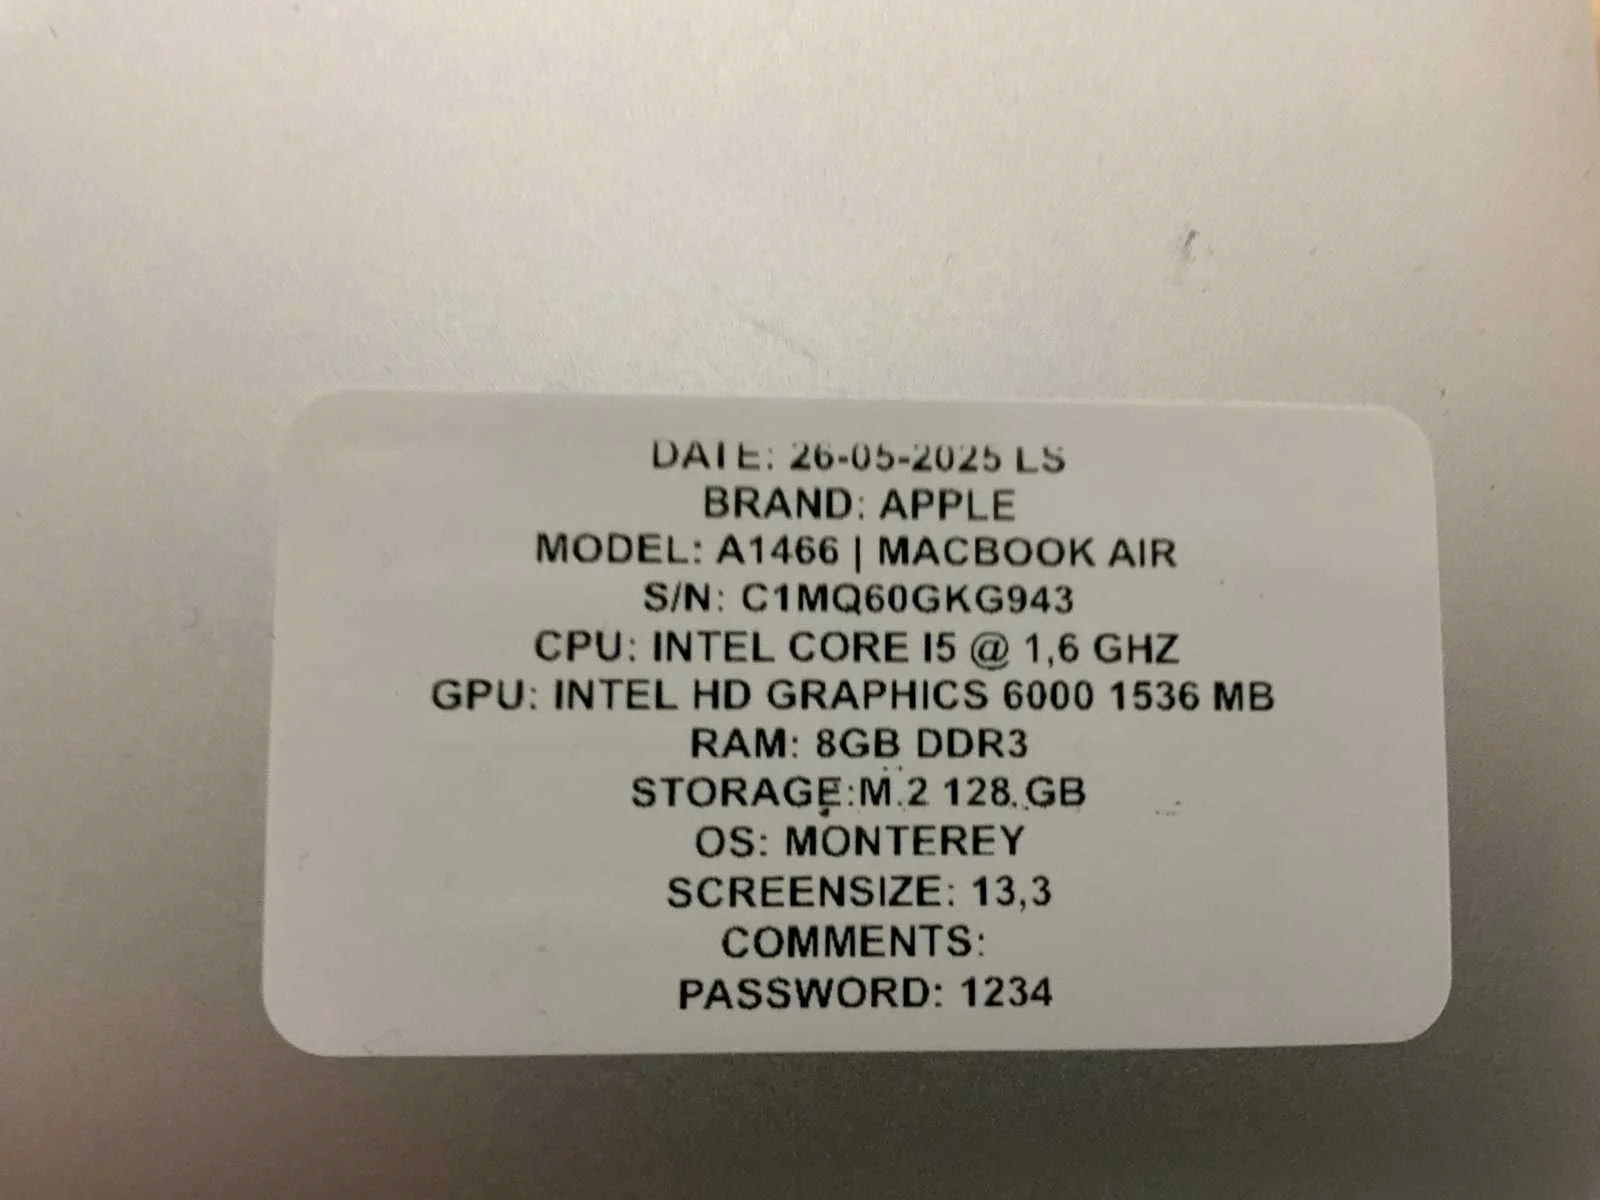 DATE: 26-05-2025 LS
BRAND: APPLE
MODEL: A1466 | MACBOOK AIR
S/N: C1MQ60GKG943
CPU: INTEL CORE I5 @ 1,6 GHZ
GPU: INTEL HD GRAPHICS 6000 1536 MB
RAM: 8GB DDR3
STORAGE:M.2 128 GB
OS: MONTEREY
SCREENSIZE: 13,3
COMMENTS:
PASSWORD: 1234